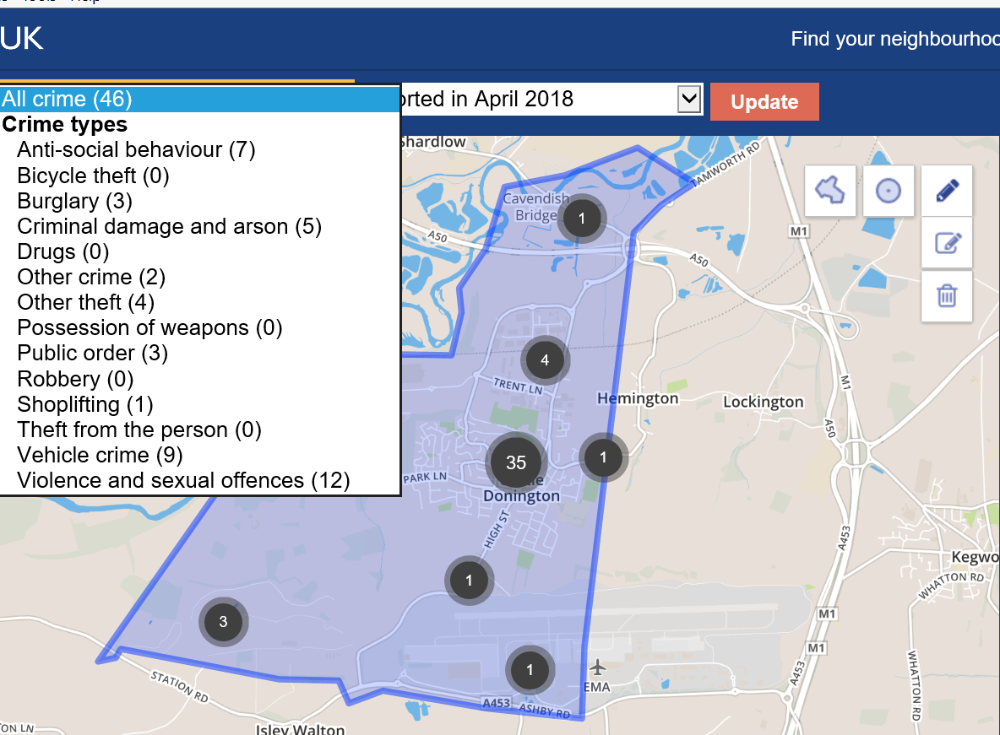 UK
Find your neighbourhoo
All crime (46)
orted in April 2018
Update
Crime types
Anti-social behaviour (7)
Bicycle theft (0)
Burglary (3)
Criminal damage and arson (5)
Drugs (0)
Other crime (2)
Other theft (4)
Possession of weapons (0)
Public order (3)
Robbery (0)
Shoplifting (1)
Theft from the person (0)
Vehicle crime (9)
Violence and sexual offences (12)
Shardlow
TAMWORTH RD
Cavendish
Bridge
1
A50
M1
A50
4
TRENT LN
Hemington
Lockington
M1
A50
35
1
PARK LN
Donington
HIGH ST
A453
Kegwo
WHATTON RD
1
3
M1
M1
1
EMA
A453
STATION RD
A453
ASHBY RD
WHATTON RD
ON LN
Isley Walton